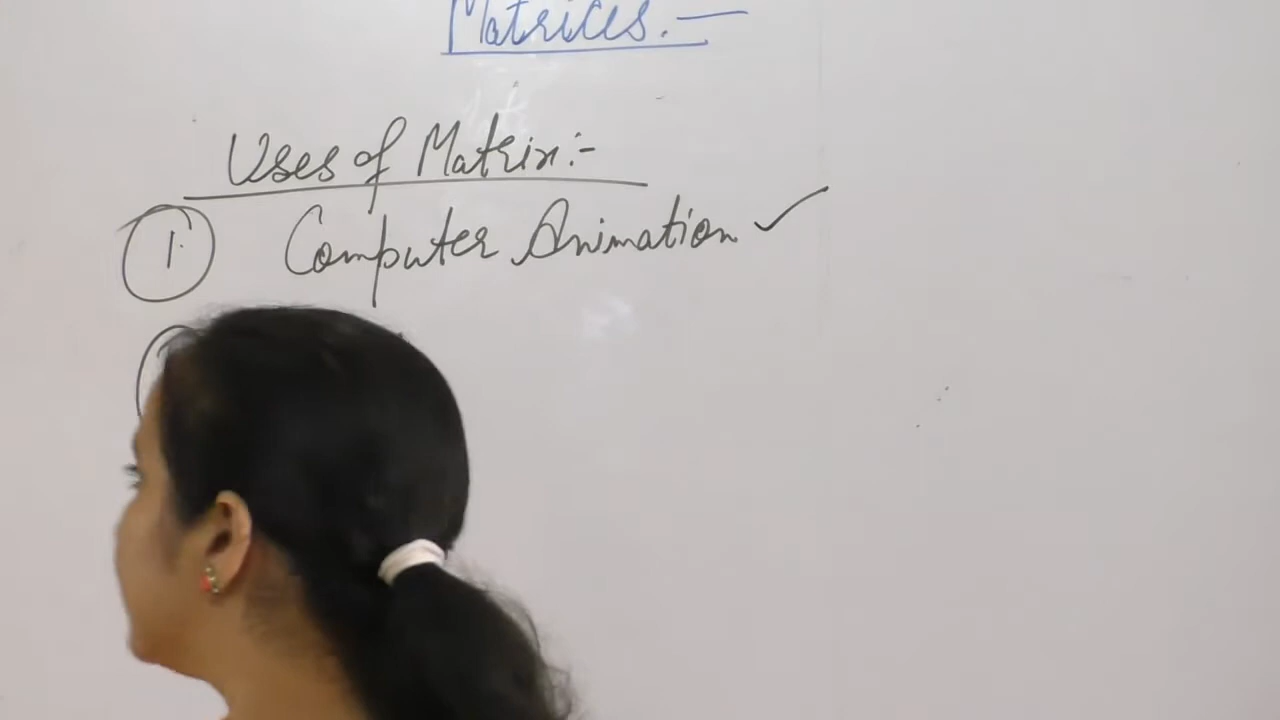 Matrices.—
Uses of Matrix:-
1. Computer Animation ✓